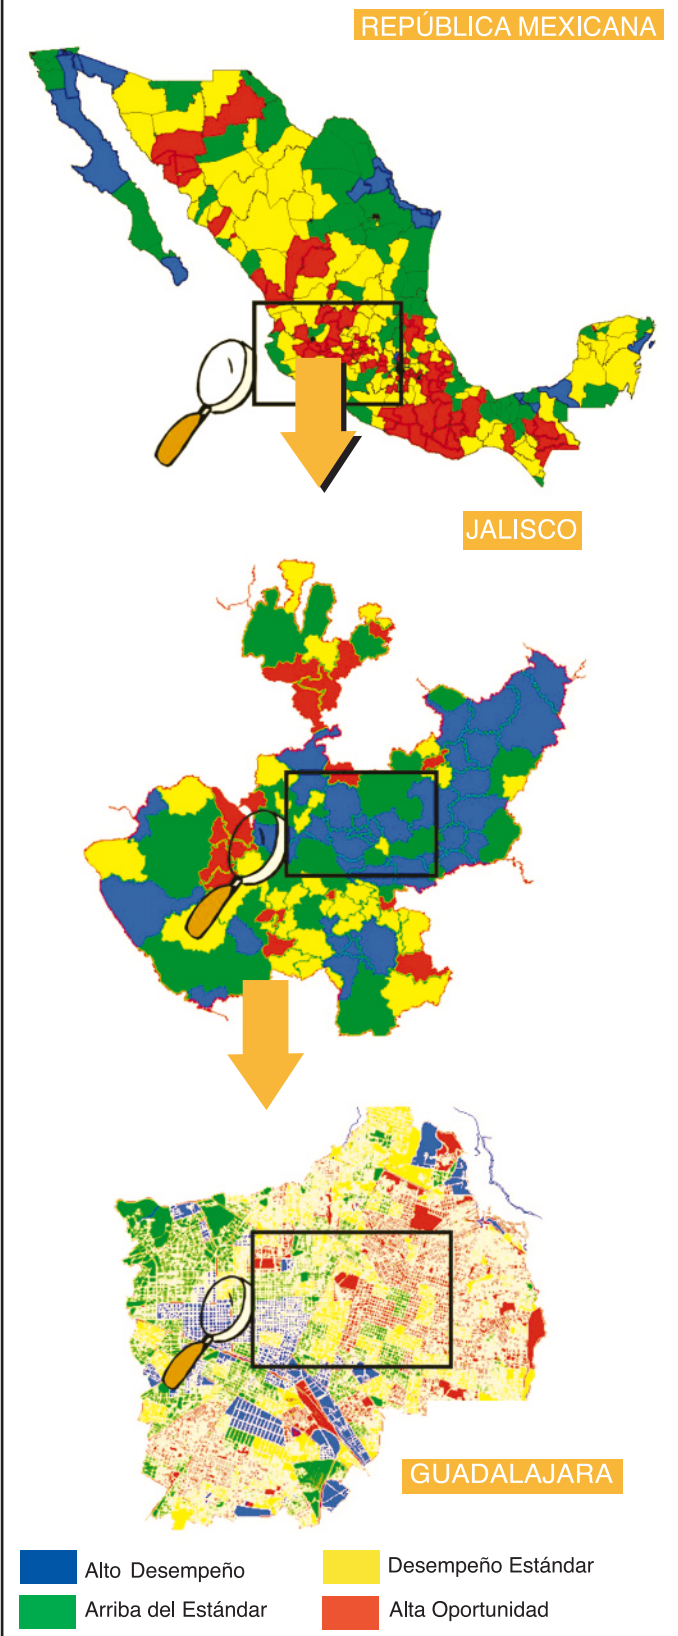 REPÚBLICA MEXICANA
JALISCO
GUADALAJARA
Alto Desempeño
Desempeño Estándar
Arriba del Estándar
Alta Oportunidad